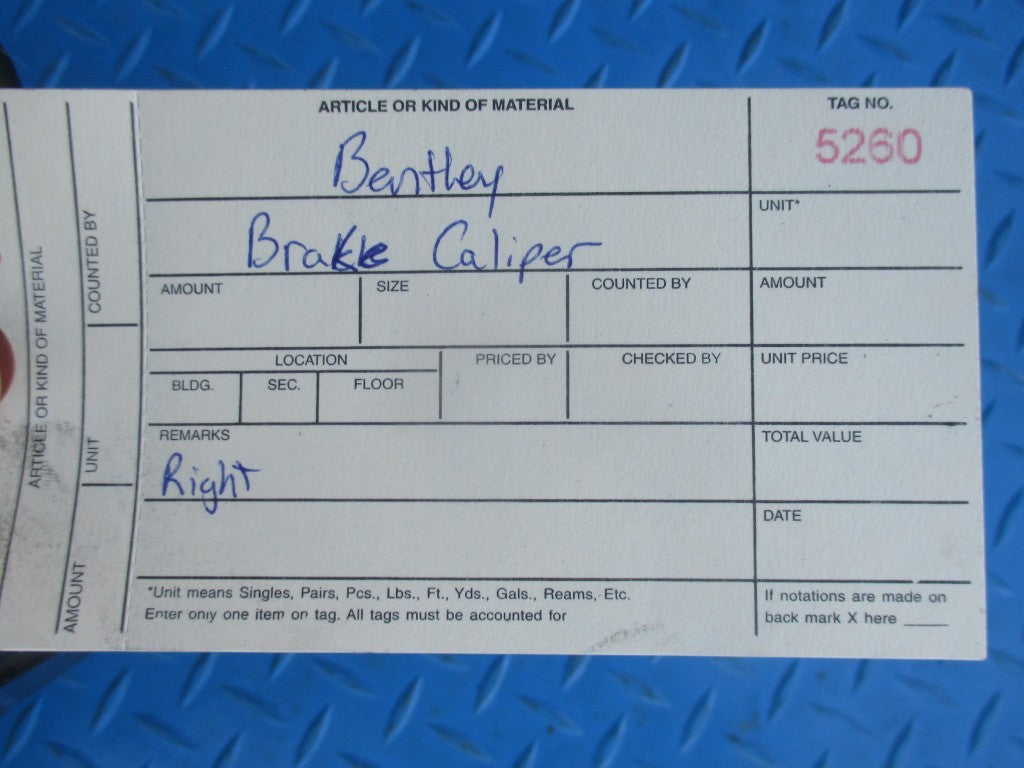 ARTICLE OR KIND OF MATERIAL
TAG NO.
Bentley
5260
UNIT*
Brake Caliper
AMOUNT
SIZE
COUNTED BY
AMOUNT
LOCATION
PRICED BY
CHECKED BY
UNIT PRICE
BLDG.
SEC.
FLOOR
REMARKS
TOTAL VALUE
Right
DATE
*Unit means Singles, Pairs, Pcs., Lbs., Ft., Yds., Gals., Reams, Etc.
Enter only one item on tag. All tags must be accounted for
If notations are made on
back mark X here ____
ARTICLE OR KIND OF MATERIAL
COUNTED BY
UNIT
AMOUNT